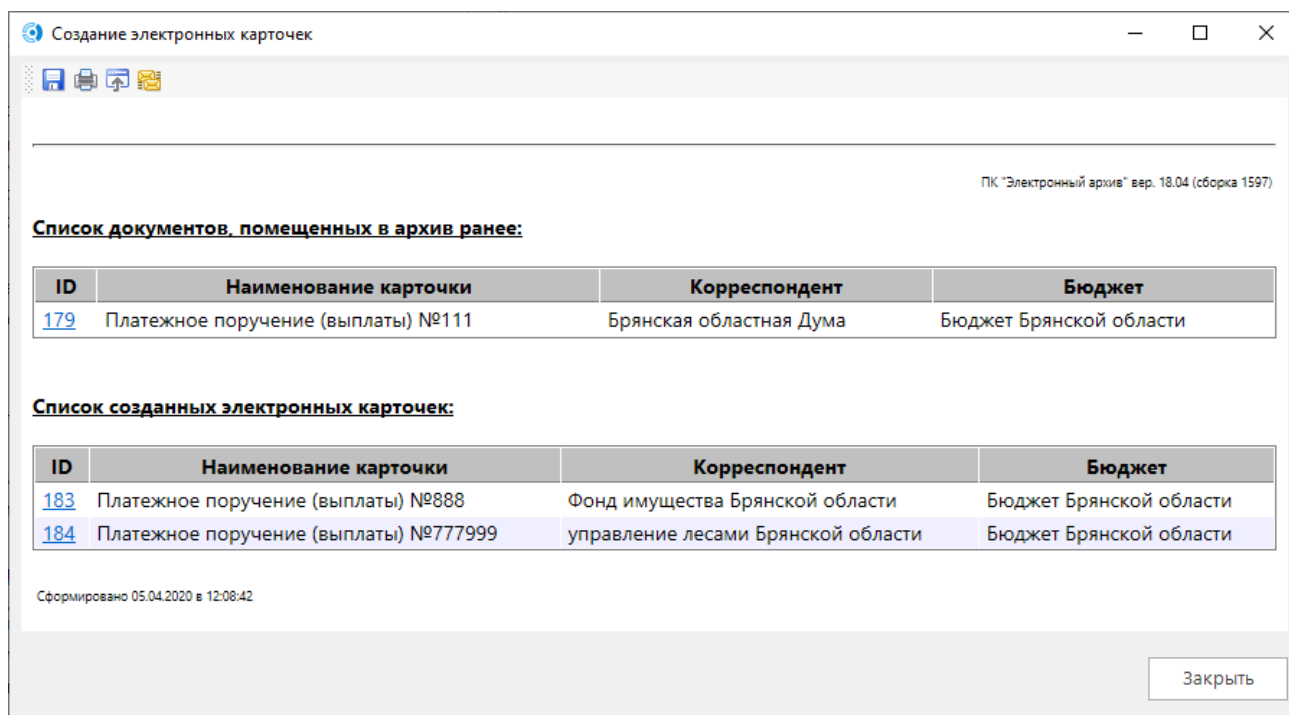 Создание электронных карточек
ПК "Электронный архив" вер. 18.04 (сборка 1597)
Список документов, помещенных в архив ранее:
ID Наименование карточки Корреспондент Бюджет
179 Платежное поручение (выплаты) №111 Брянская областная Дума Бюджет Брянской области
Список созданных электронных карточек:
ID Наименование карточки Корреспондент Бюджет
183 Платежное поручение (выплаты) №888 Фонд имущества Брянской области Бюджет Брянской области
184 Платежное поручение (выплаты) №777999 управление лесами Брянской области Бюджет Брянской области
Сформировано 05.04.2020 в 12:08:42
Закрыть